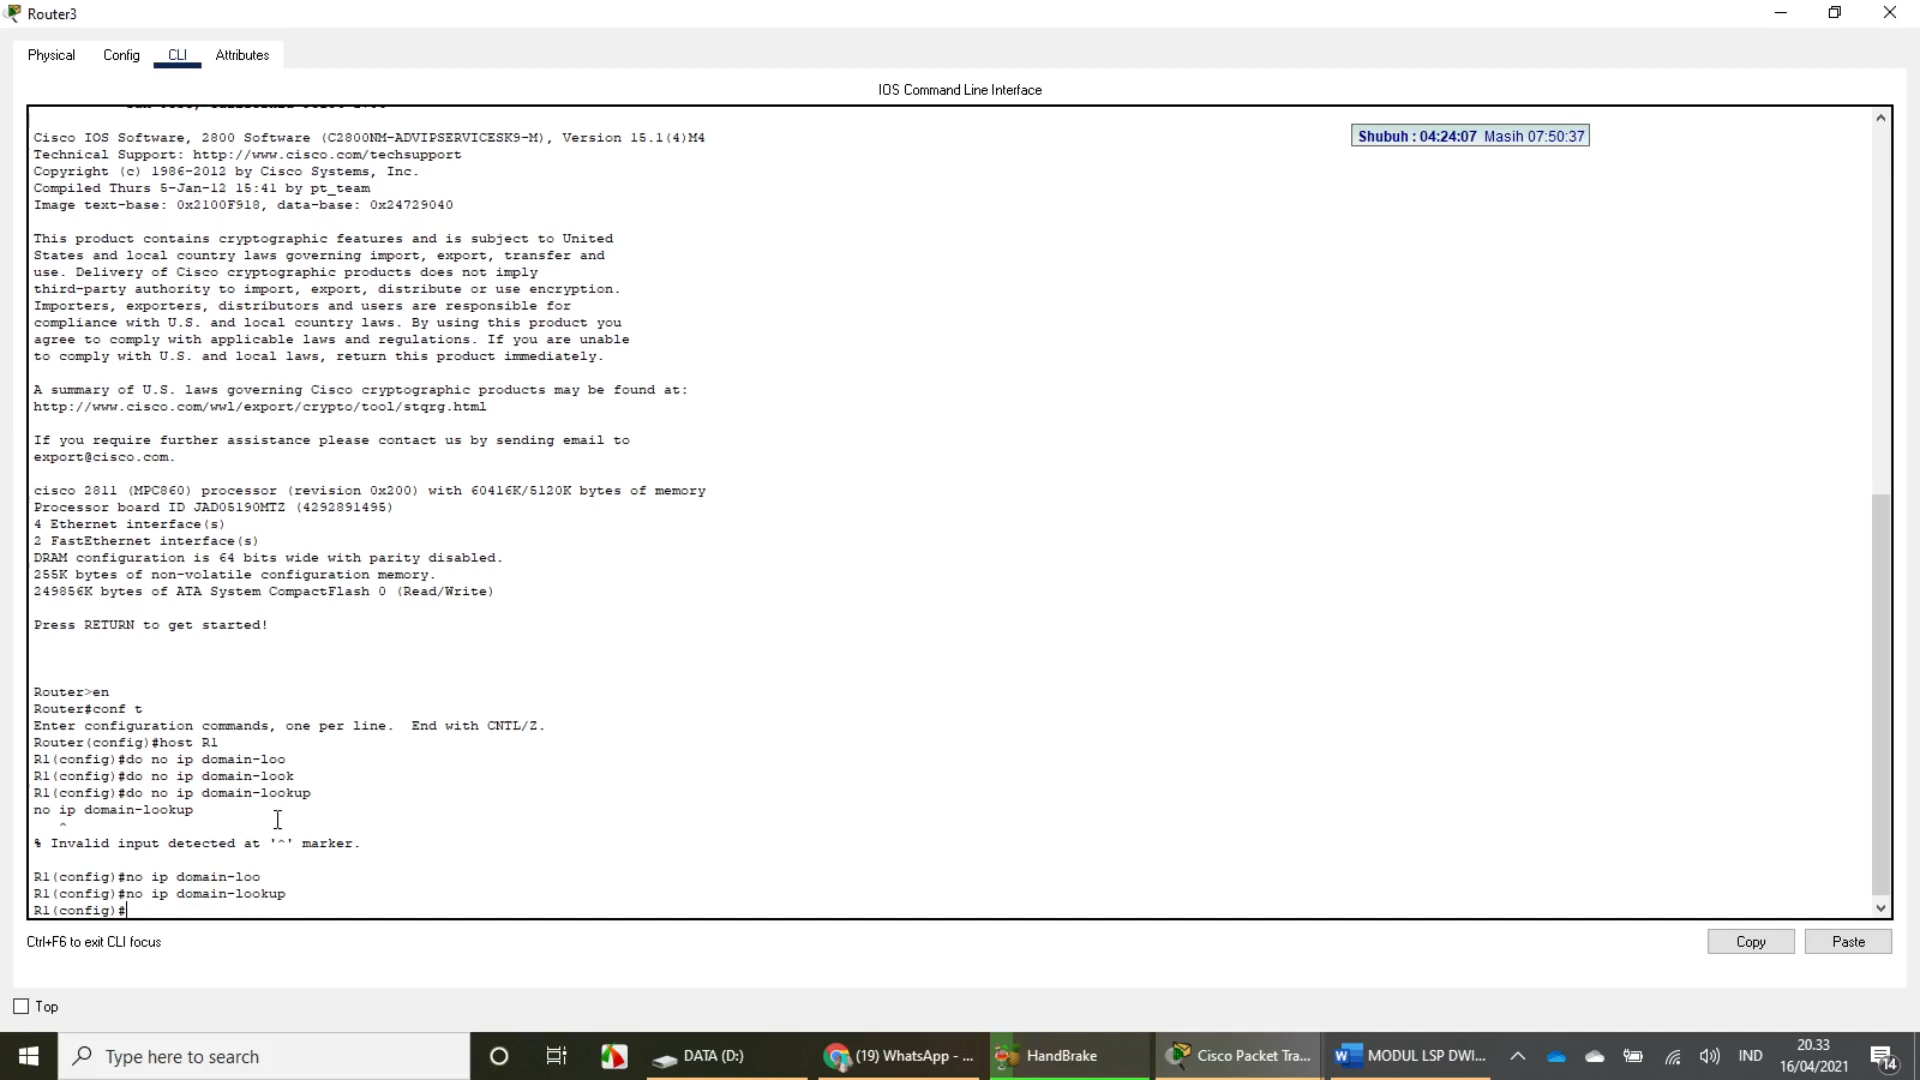 Router3
Physical Config CLI Attributes
IOS Command Line Interface
Cisco IOS Software, 2800 Software (C2800NM-ADVIPSERVICESK9-M), Version 15.1(4)M4
Shubuh : 04:24:07 Masih 07:50:37
Technical Support: http://www.cisco.com/techsupport
Copyright (c) 1986-2012 by Cisco Systems, Inc.
Compiled Thurs 5-Jan-12 15:41 by pt_team
Image text-base: 0x2100F918, data-base: 0x24729040
This product contains cryptographic features and is subject to United
States and local country laws governing import, export, transfer and
use. Delivery of Cisco cryptographic products does not imply
third-party authority to import, export, distribute or use encryption.
Importers, exporters, distributors and users are responsible for
compliance with U.S. and local country laws. By using this product you
agree to comply with applicable laws and regulations. If you are unable
to comply with U.S. and local laws, return this product immediately.
A summary of U.S. laws governing Cisco cryptographic products may be found at:
http://www.cisco.com/wwl/export/crypto/tool/stqrg.html
If you require further assistance please contact us by sending email to
export@cisco.com.
cisco 2811 (MPC860) processor (revision 0x200) with 60416K/5120K bytes of memory
Processor board ID JAD05190MTZ (4292891495)
4 Ethernet interface(s)
2 FastEthernet interface(s)
DRAM configuration is 64 bits wide with parity disabled.
255K bytes of non-volatile configuration memory.
249856K bytes of ATA System CompactFlash 0 (Read/Write)
Press RETURN to get started!
Router>en
Router#conf t
Enter configuration commands, one per line.  End with CNTL/Z.
Router(config)#host R1
R1(config)#do no ip domain-loo
R1(config)#do no ip domain-look
R1(config)#do no ip domain-lookup
no ip domain-lookup
^
% Invalid input detected at '^' marker.
R1(config)#no ip domain-loo
R1(config)#no ip domain-lookup
R1(config)#
Ctrl+F6 to exit CLI focus
Copy Paste
Top
Type here to search
DATA (D:)
(19) WhatsApp - ...
HandBrake
Cisco Packet Tra...
MODUL LSP DWI...
IND
20.33
16/04/2021
14